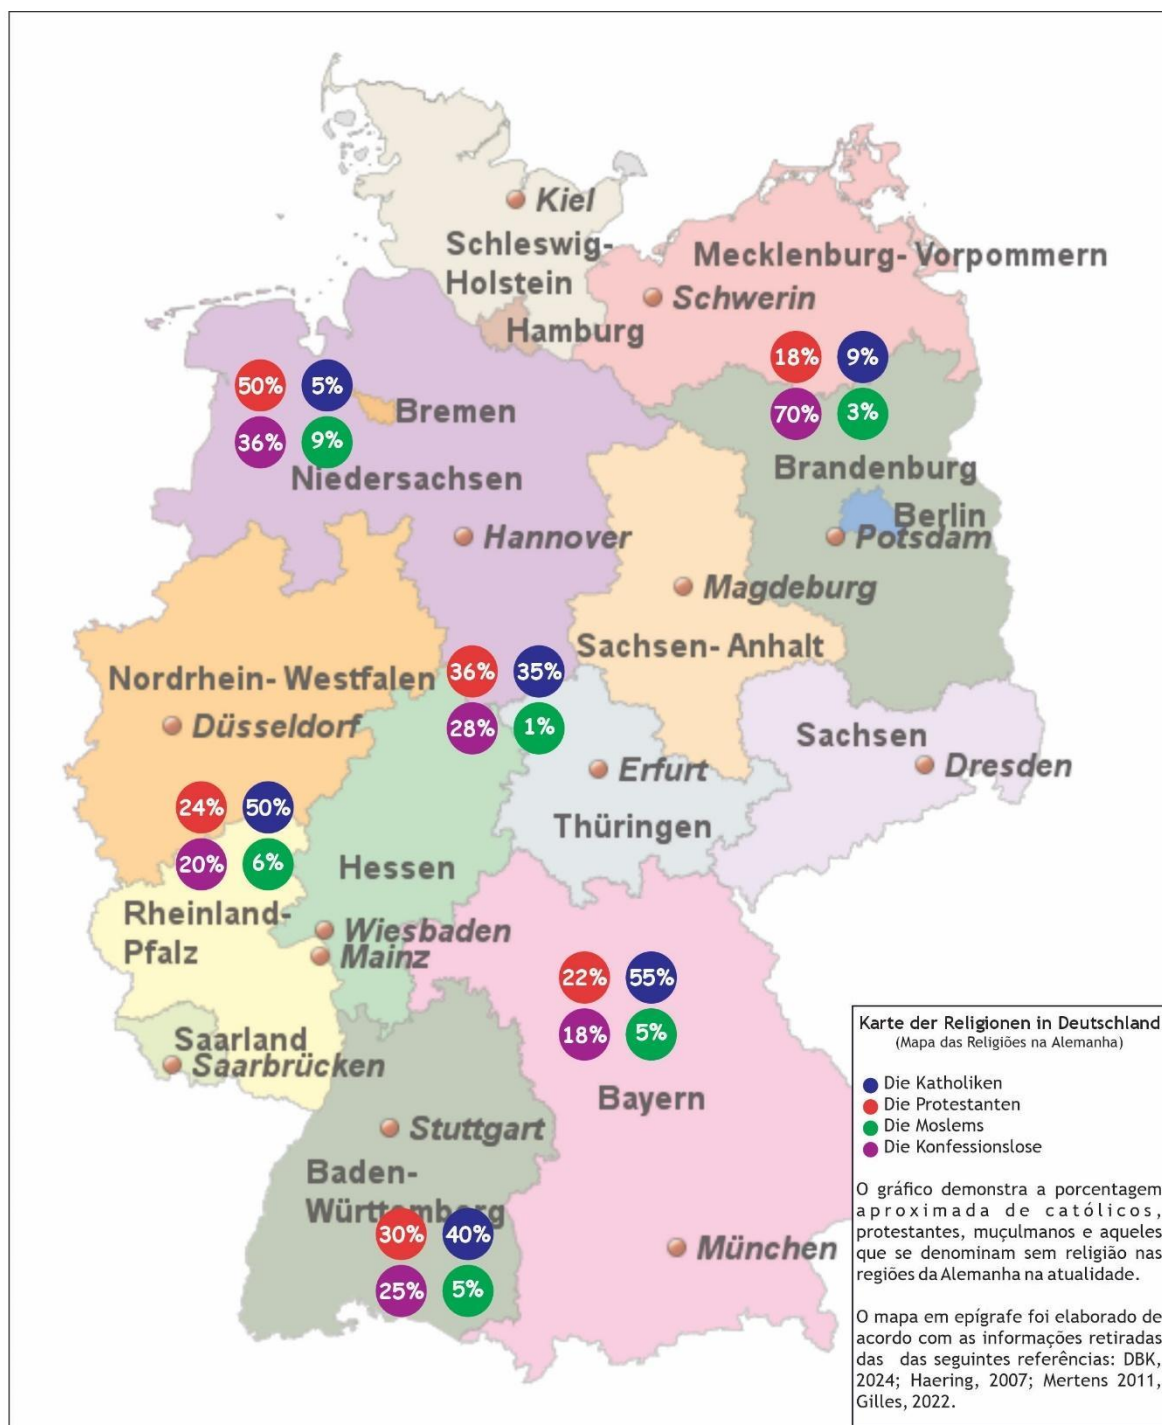 Kiel
Schleswig-
Holstein
Mecklenburg- Vorpommern
Schwerin
Hamburg
18% 9%
50% 5%
Bremen
70% 3%
36% 9%
Niedersachsen
Brandenburg
Berlin
Hannover
Potsdam
Magdeburg
Sachsen- Anhalt
36% 35%
Nordrhein- Westfalen
28% 1%
Düsseldorf
Sachsen
Erfurt
Dresden
24% 50%
Thüringen
20% 6%
Hessen
Rheinland-
Pfalz
Wiesbaden
Mainz
22% 55%
18% 5%
Saarland
Saarbrücken
Bayern
Stuttgart
Baden-
Württemberg
30% 40%
München
25% 5%
Karte der Religionen in Deutschland
(Mapa das Religiões na Alemanha)
Die Katholiken
Die Protestanten
Die Moslems
Die Konfessionslose
O gráfico demonstra a porcentagem
aproximada de católicos,
protestantes, muçulmanos e aqueles
que se denominam sem religião nas
regiões da Alemanha na atualidade.
O mapa em epígrafe foi elaborado de
acordo com as informações retiradas
das das seguintes referências: DBK,
2024; Haering, 2007; Mertens 2011,
Gilles, 2022.